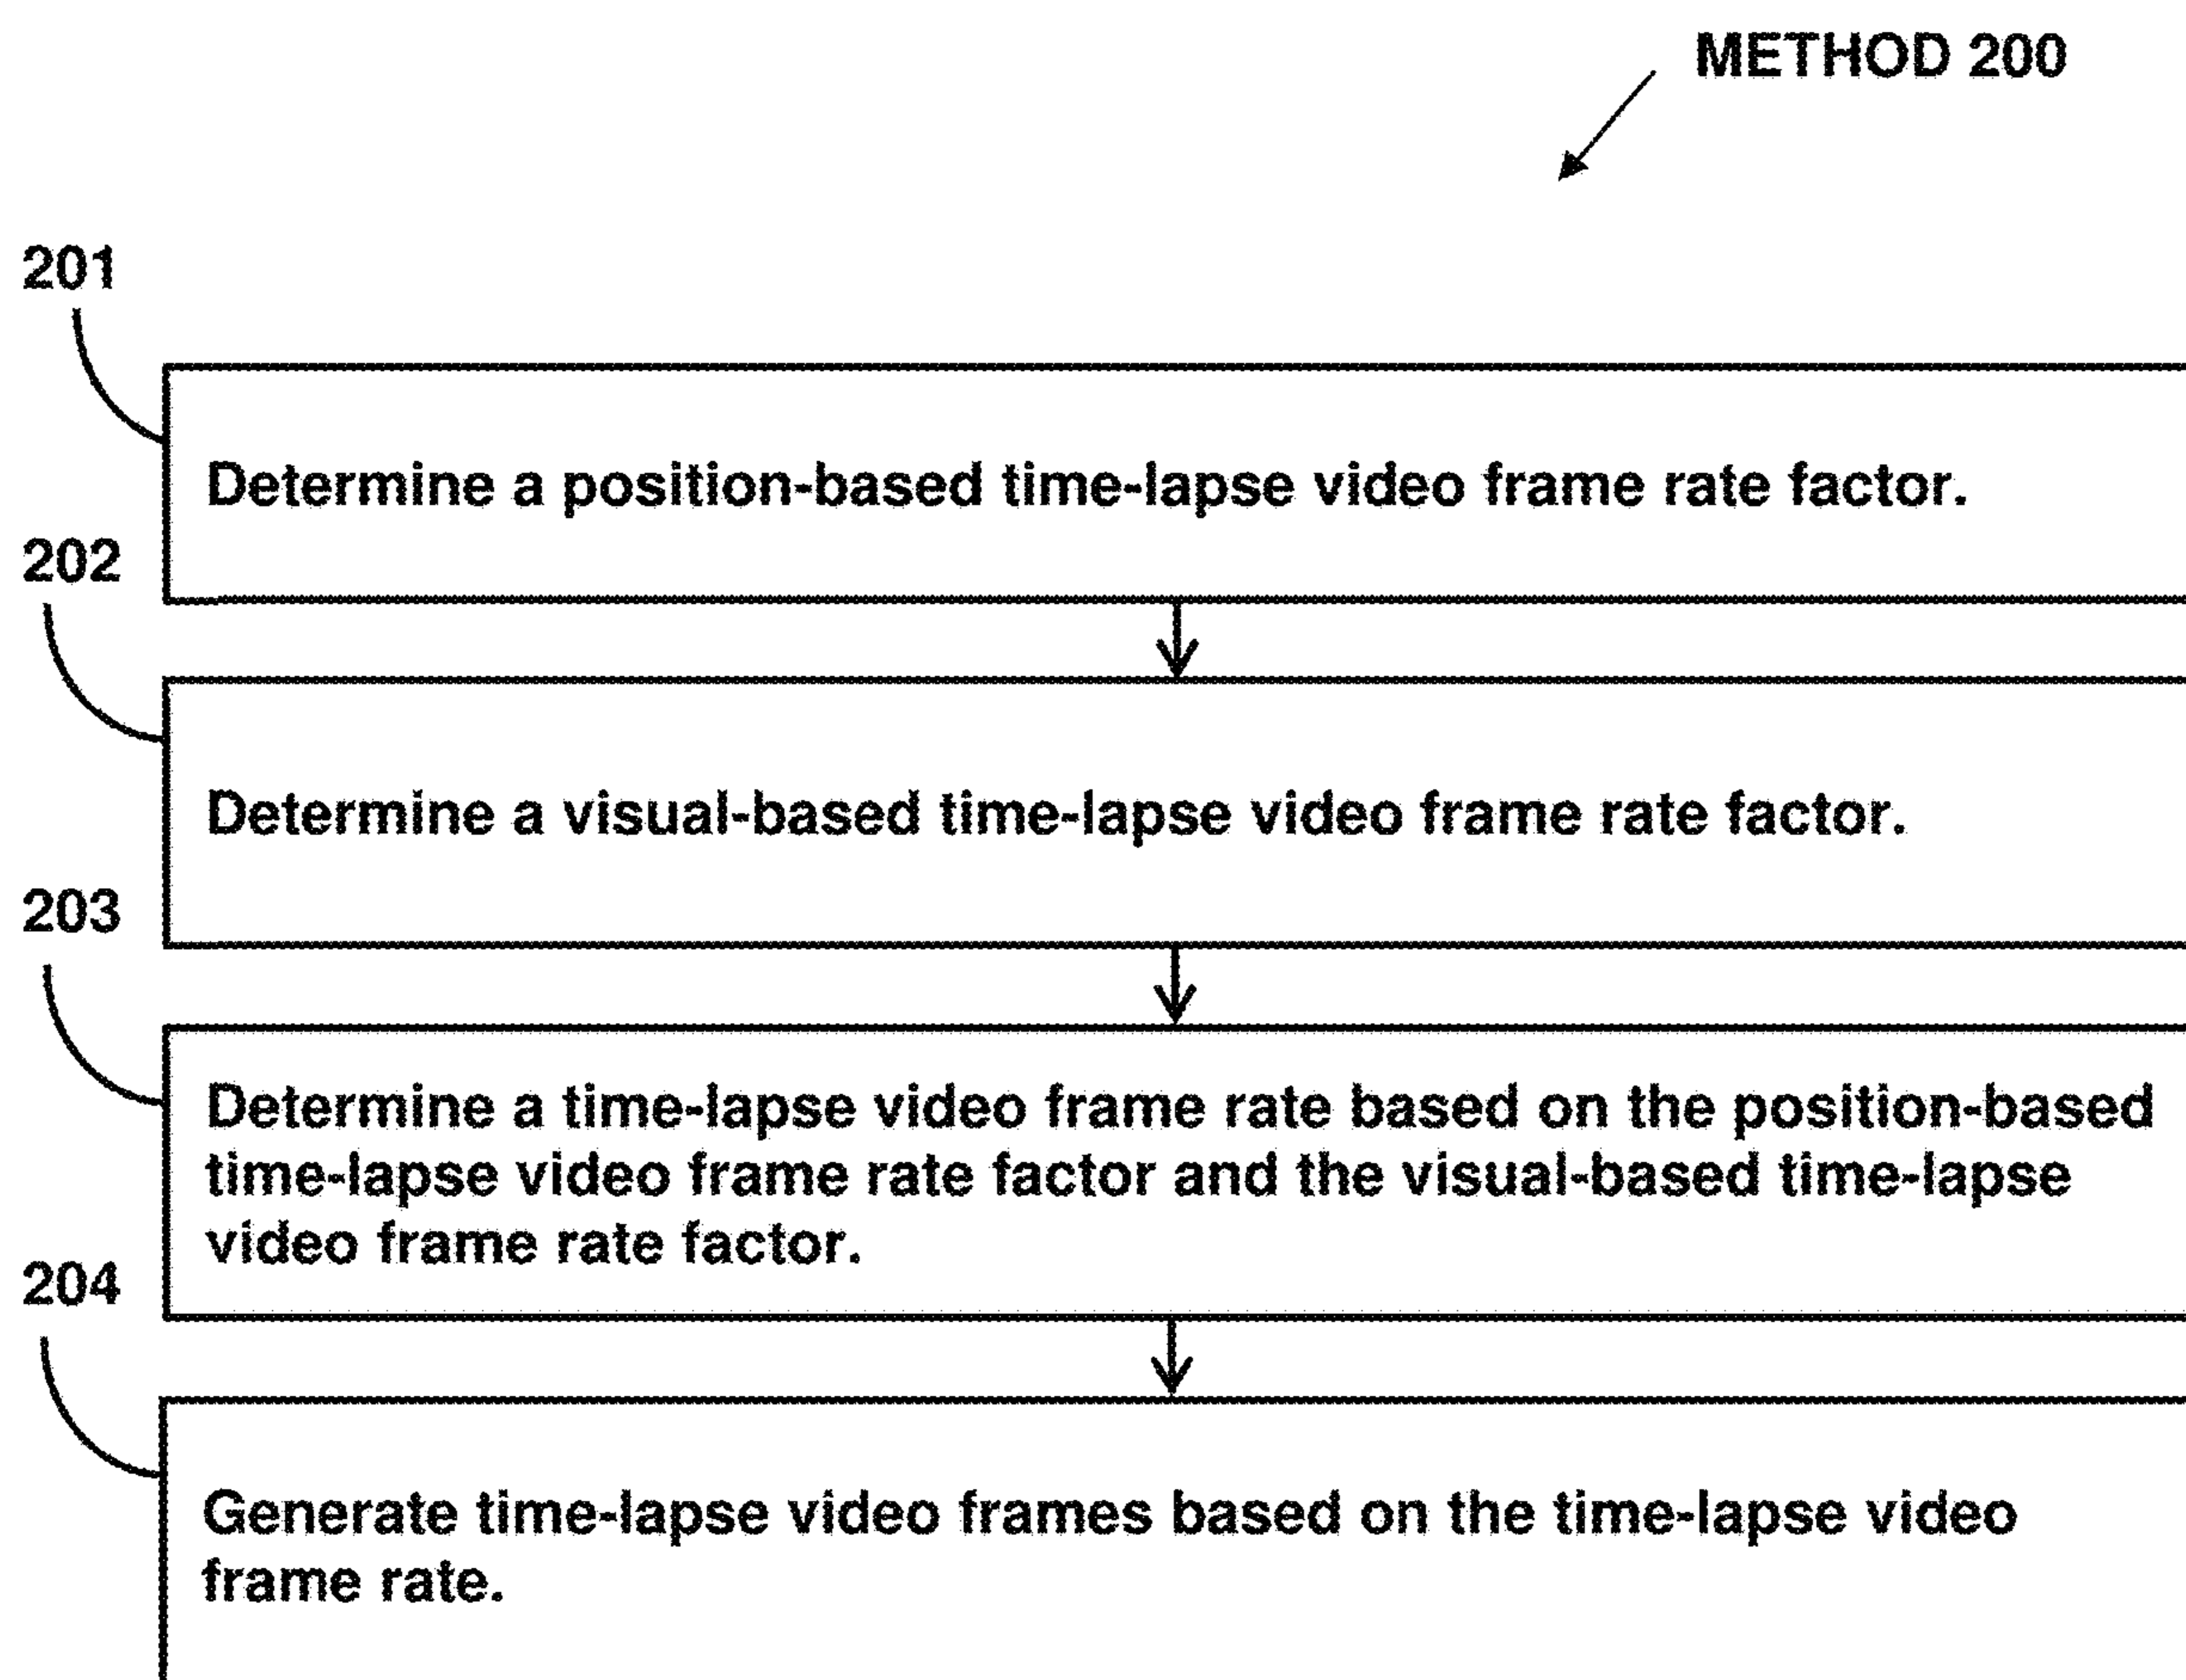 METHOD 200
201
Determine a position-based time-lapse video frame rate factor.
202
Determine a visual-based time-lapse video frame rate factor.
203
Determine a time-lapse video frame rate based on the position-based
time-lapse video frame rate factor and the visual-based time-lapse
video frame rate factor.
204
Generate time-lapse video frames based on the time-lapse video
frame rate.